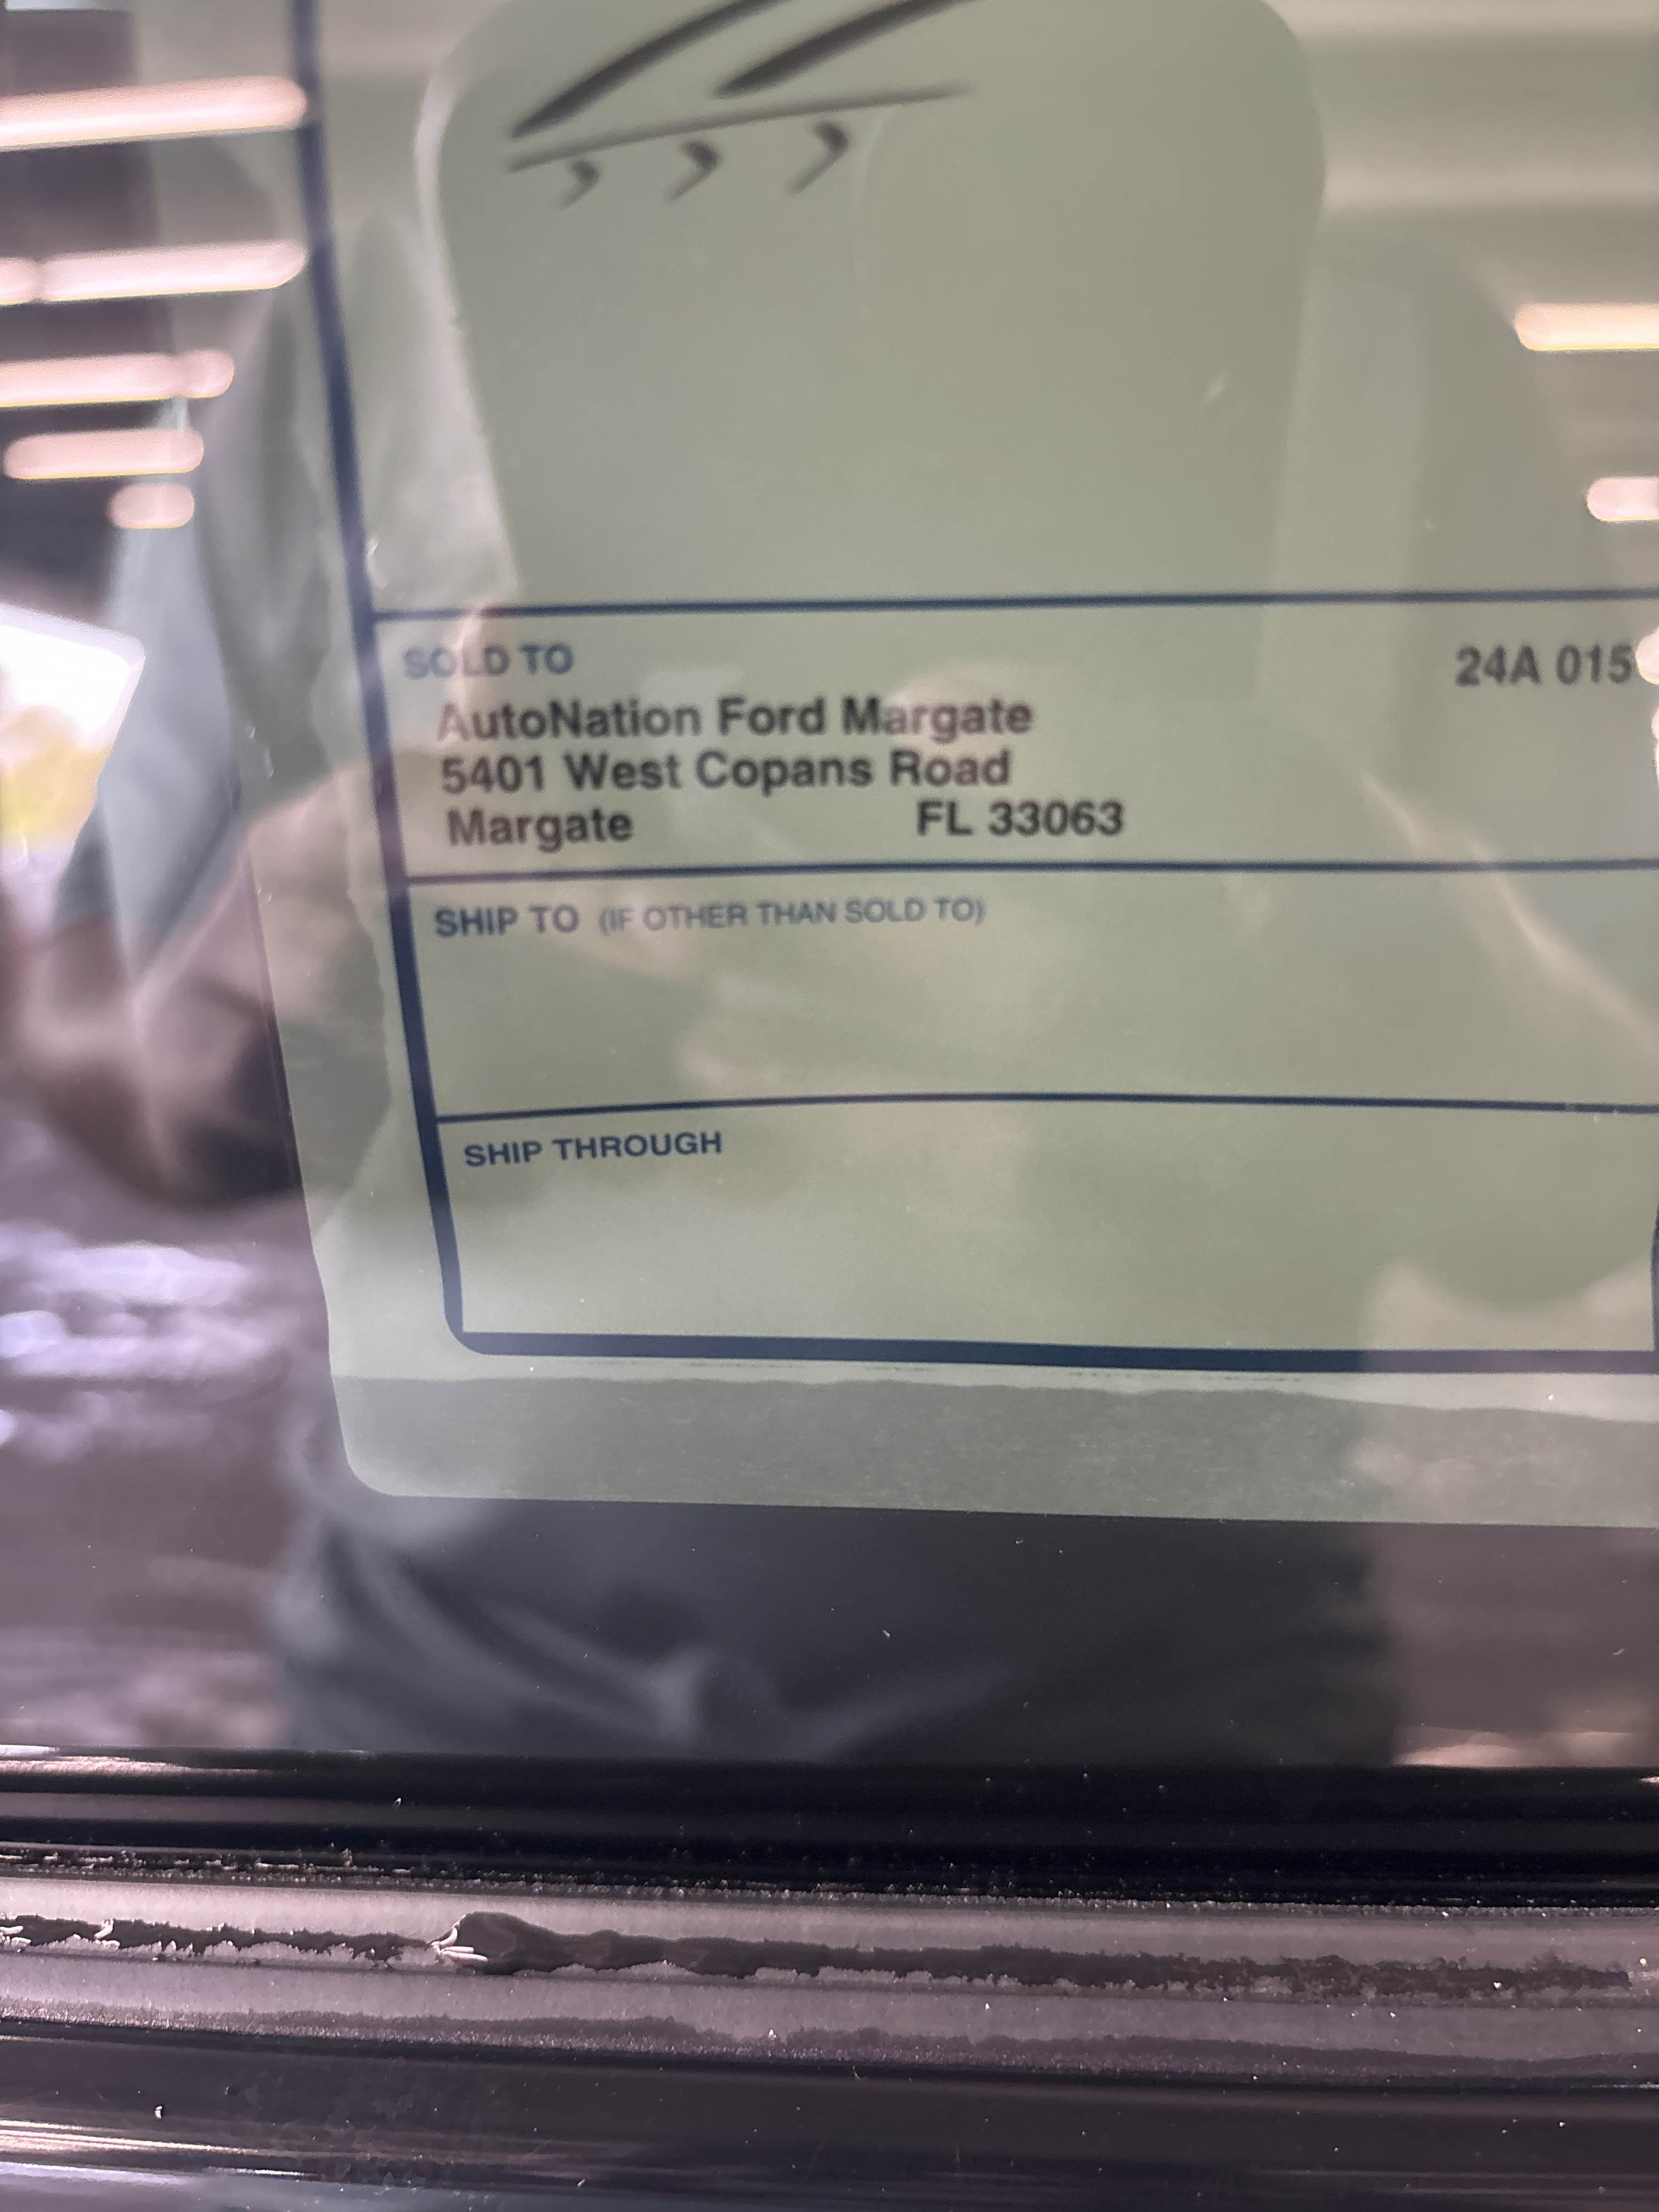 SOLD TO 24A 015
AutoNation Ford Margate
5401 West Copans Road
Margate FL 33063
SHIP TO (IF OTHER THAN SOLD TO)
SHIP THROUGH